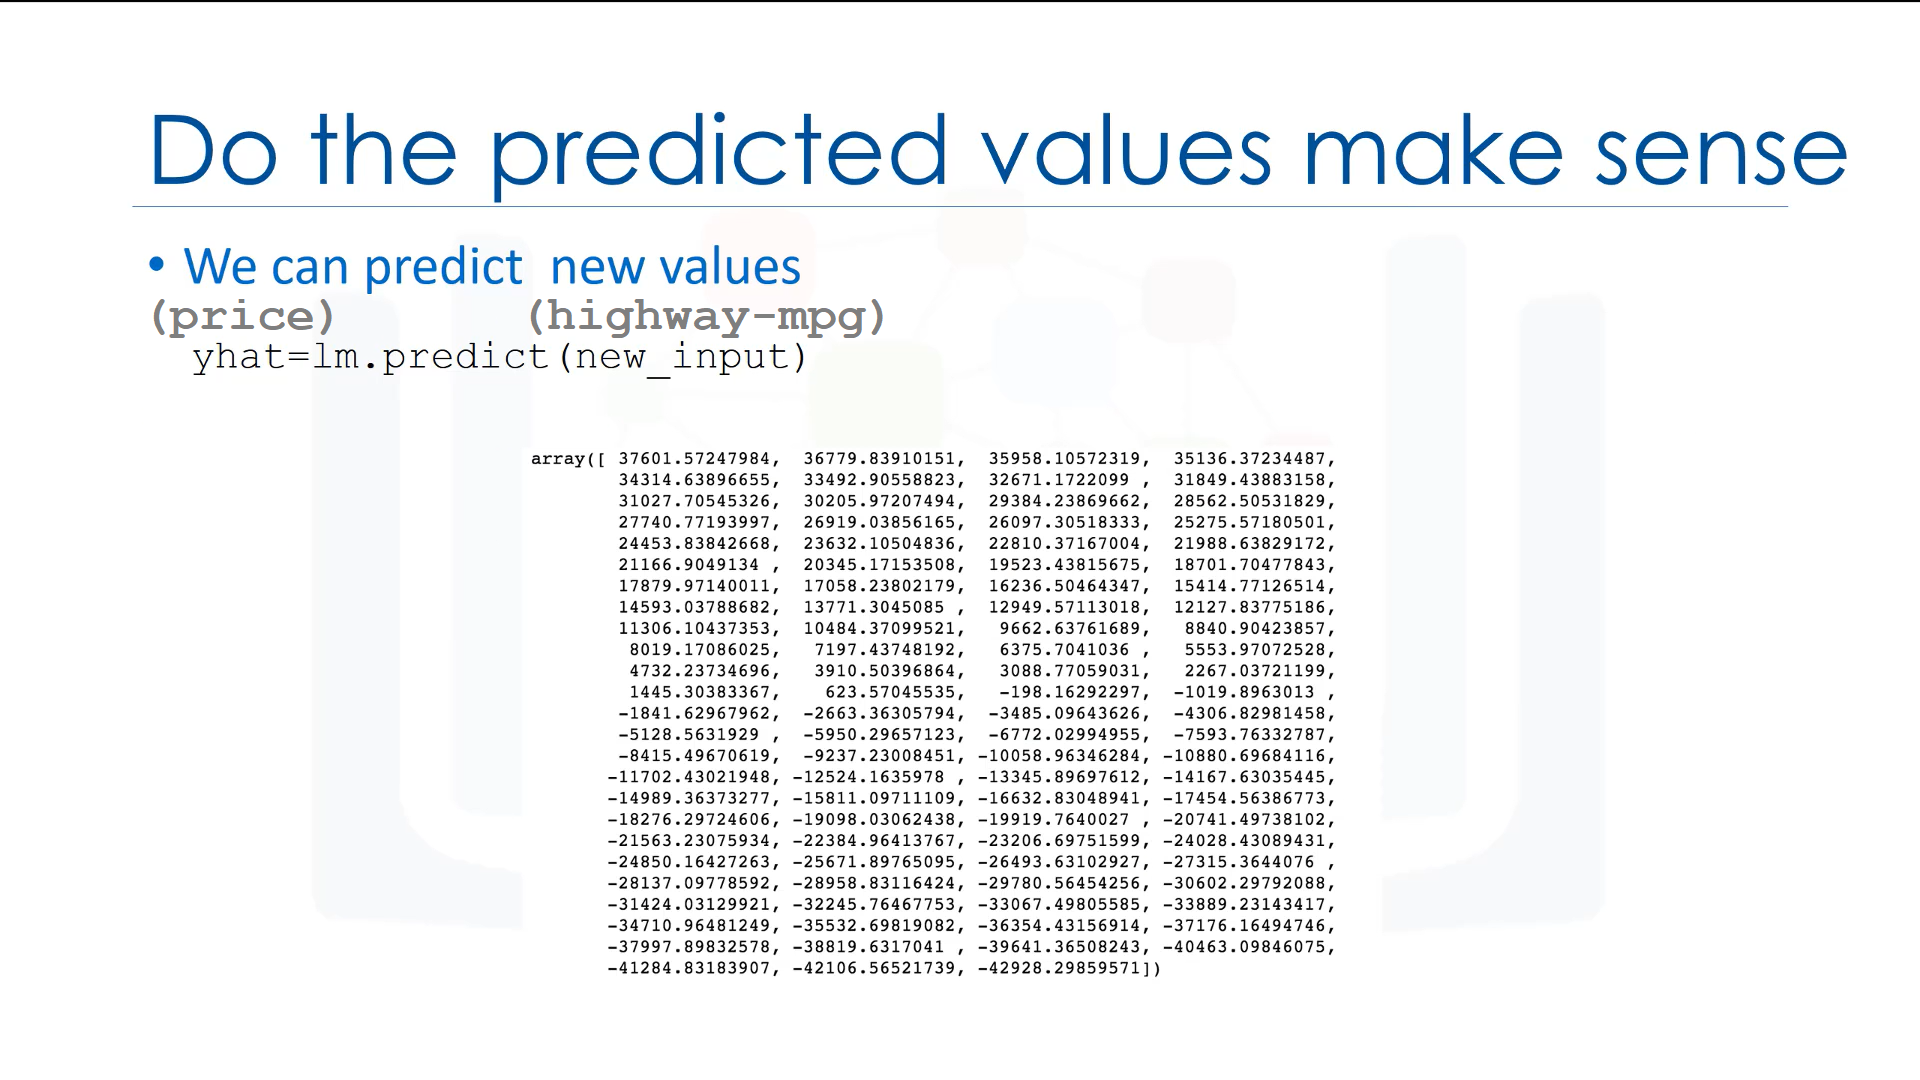 Do the predicted values make sense
• We can predict new values
(price) (highway-mpg)
yhat=lm.predict(new_input)
array([ 37601.57247984, 36779.83910151, 35958.10572319, 35136.37234487,
34314.63896655, 33492.90558823, 32671.1722099 , 31849.43883158,
31027.70545326, 30205.97207494, 29384.23869662, 28562.50531829,
27740.77193997, 26919.03856165, 26097.30518333, 25275.57180501,
24453.83842668, 23632.10504836, 22810.37167004, 21988.63829172,
21166.9049134 , 20345.17153508, 19523.43815675, 18701.70477843,
17879.97140011, 17058.23802179, 16236.50464347, 15414.77126514,
14593.03788682, 13771.3045085 , 12949.57113018, 12127.83775186,
11306.10437353, 10484.37099521, 9662.63761689, 8840.90423857,
8019.17086025, 7197.43748192, 6375.7041036 , 5553.97072528,
4732.23734696, 3910.50396864, 3088.77059031, 2267.03721199,
1445.30383367, 623.57045535, -198.16292297, -1019.8963013 ,
-1841.62967962, -2663.36305794, -3485.09643626, -4306.82981458,
-5128.5631929 , -5950.29657123, -6772.02994955, -7593.76332787,
-8415.49670619, -9237.23008451, -10058.96346284, -10880.69684116,
-11702.43021948, -12524.1635978 , -13345.89697612, -14167.63035445,
-14989.36373277, -15811.09711109, -16632.83048941, -17454.56386773,
-18276.29724606, -19098.03062438, -19919.7640027 , -20741.49738102,
-21563.23075934, -22384.96413767, -23206.69751599, -24028.43089431,
-24850.16427263, -25671.89765095, -26493.63102927, -27315.3644076 ,
-28137.09778592, -28958.83116424, -29780.56454256, -30602.29792088,
-31424.03129921, -32245.76467753, -33067.49805585, -33889.23143417,
-34710.96481249, -35532.69819082, -36354.43156914, -37176.16494746,
-37997.89832578, -38819.6317041 , -39641.36508243, -40463.09846075,
-41284.83183907, -42106.56521739, -42928.29859571])